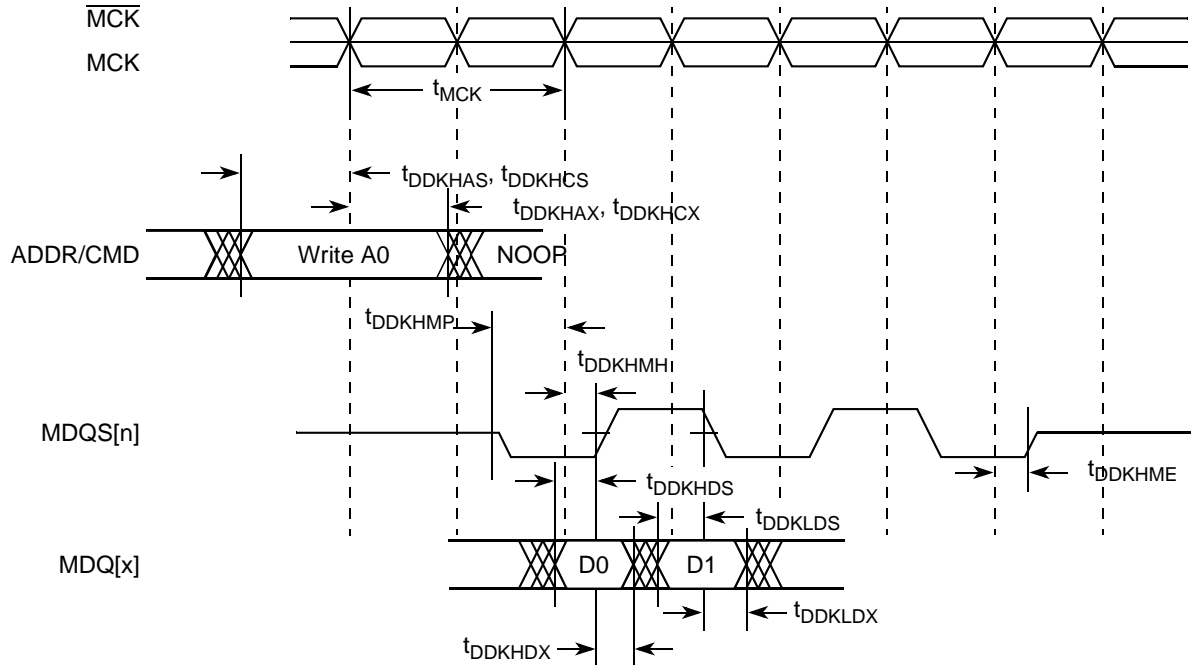 MCK
MCK
tMCK
tDDKHAS, tDDKHCS
tDDKHAX, tDDKHCX
ADDR/CMD
Write A0
NOOP
tDDKHMP
tDDKHMH
MDQS[n]
tDDKHDS
tDDKHME
tDDKLDS
MDQ[x]
D0
D1
tDDKLDX
tDDKHDX